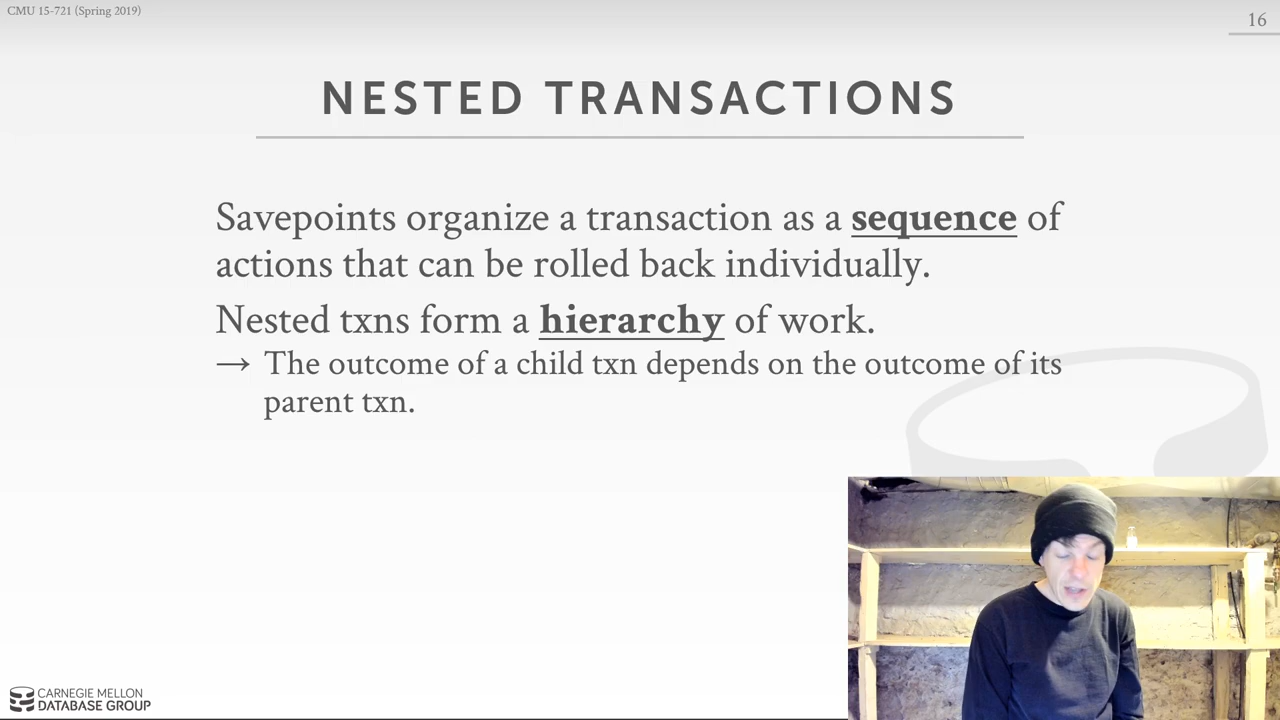 CMU 15-721 (Spring 2019)
16
NESTED TRANSACTIONS
Savepoints organize a transaction as a sequence of
actions that can be rolled back individually.
Nested txns form a hierarchy of work.
→ The outcome of a child txn depends on the outcome of its
parent txn.
CARNEGIE MELLON
DATABASE GROUP